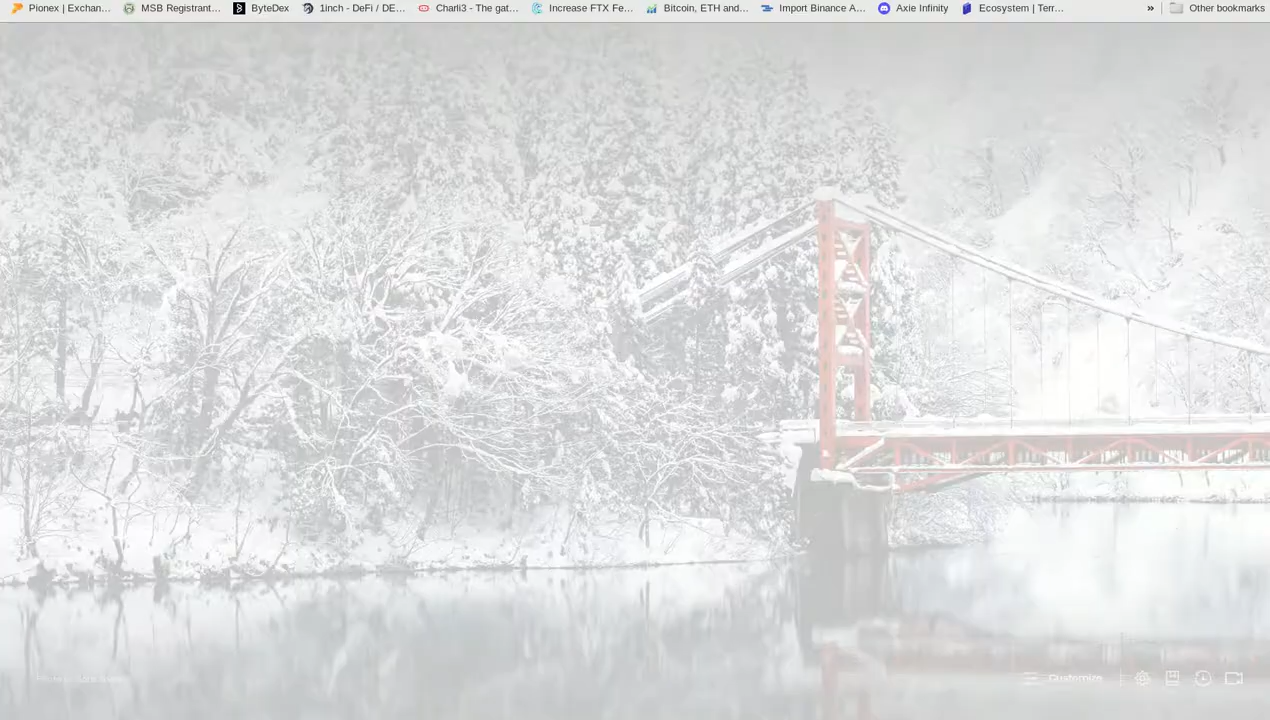 Pionex | Exchan... MSB Registrant... ByteDex 1inch - DeFi / DE... Charli3 - The gat... Increase FTX Fe... Bitcoin, ETH and... Import Binance A... Axie Infinity Ecosystem | Terr... » Other bookmarks
Customize